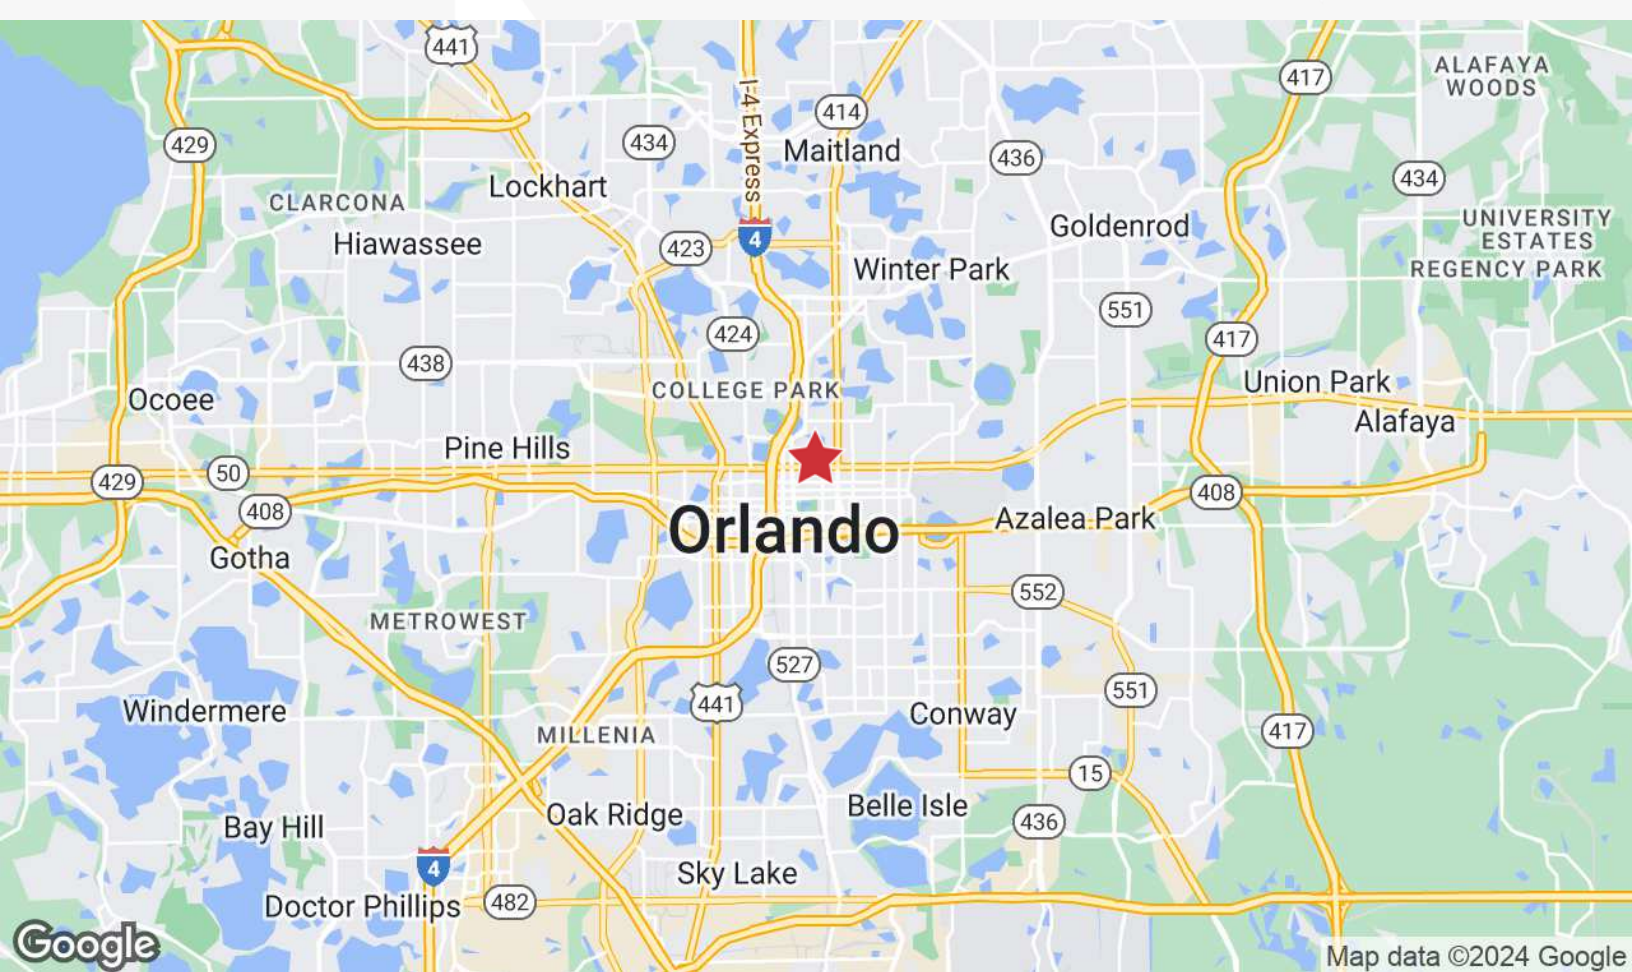 441
417
ALAFAYA
WOODS
I-4 Express
414
429
434
Maitland
436
434
Lockhart
CLARCONA
UNIVERSITY
ESTATES
Goldenrod
Hiawassee
423
4
Winter Park
REGENCY PARK
551
424
417
438
COLLEGE PARK
Union Park
Ocoee
Alafaya
Pine Hills
50
429
408
408
Orlando
Azalea Park
Gotha
552
METROWEST
527
551
441
Windermere
Conway
417
MILLENIA
15
Oak Ridge
Belle Isle
436
Bay Hill
4
Sky Lake
Doctor Phillips
482
Google
Map data ©2024 Google